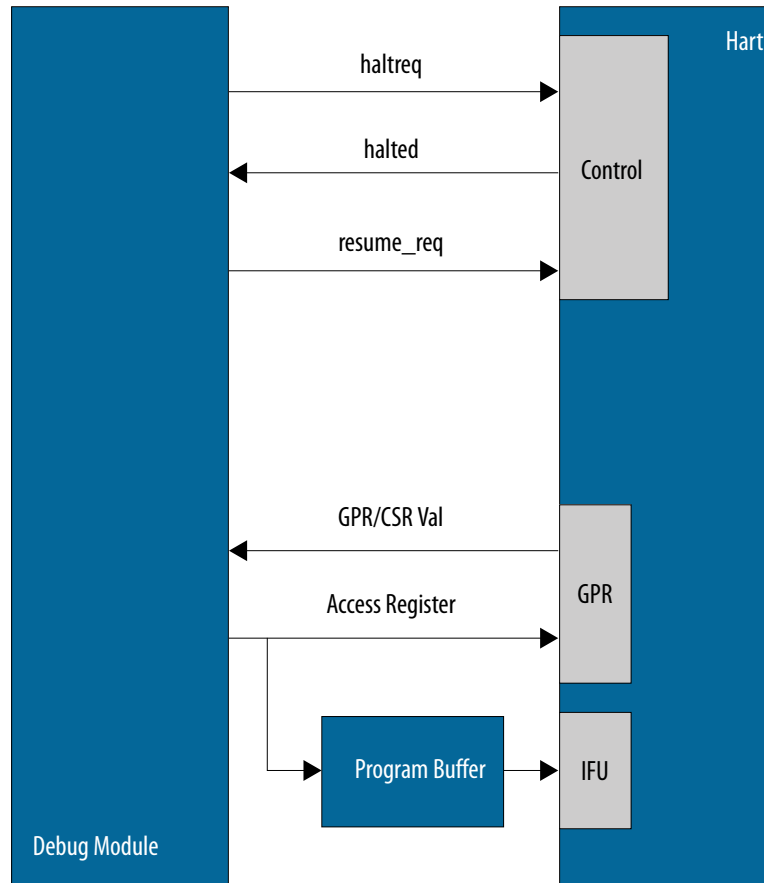 Hart
haltreq
halted
Control
resume_req
GPR/CSR Val
GPR
Access Register
Program Buffer
IFU
Debug Module